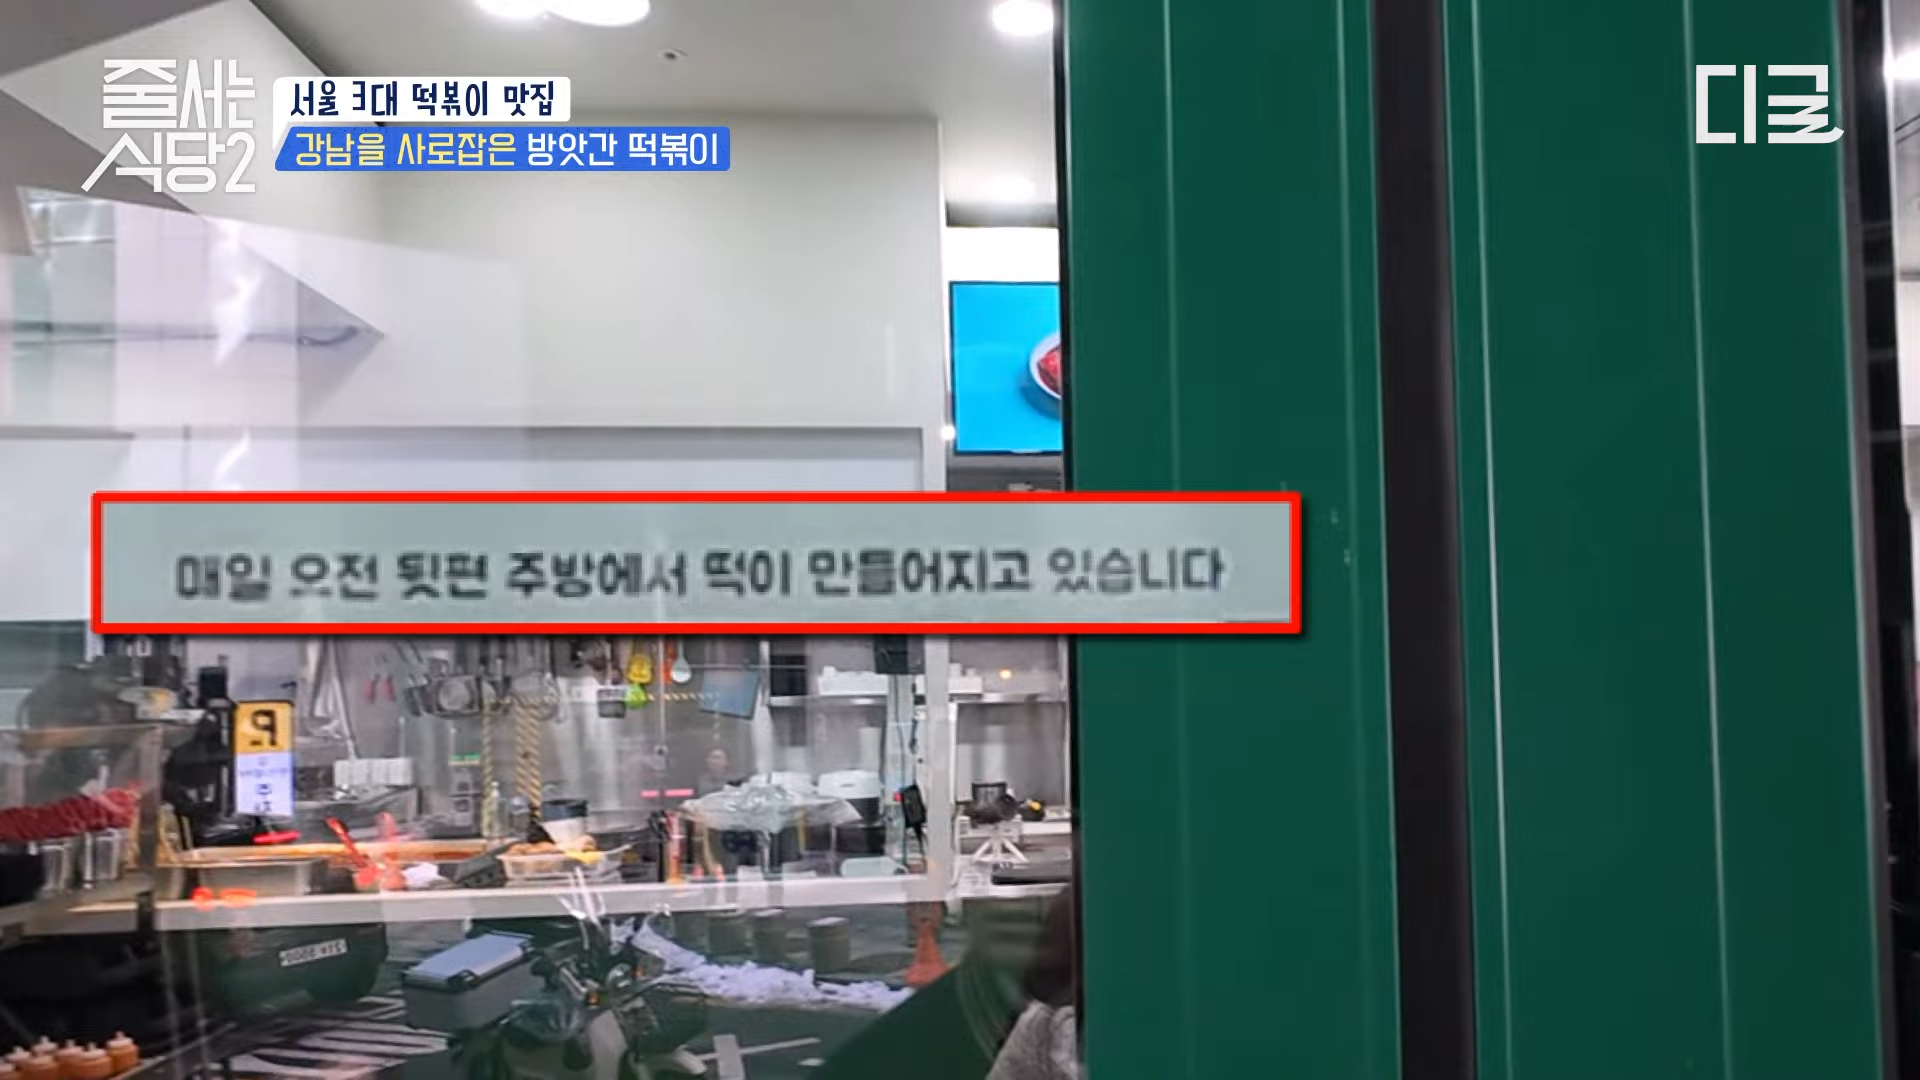 줄서는
식당2
서울 3대 떡볶이 맛집
강남을 사로잡은 방앗간 떡볶이
디글
매일 오전 뒷편 주방에서 떡이 만들어지고 있습니다
P